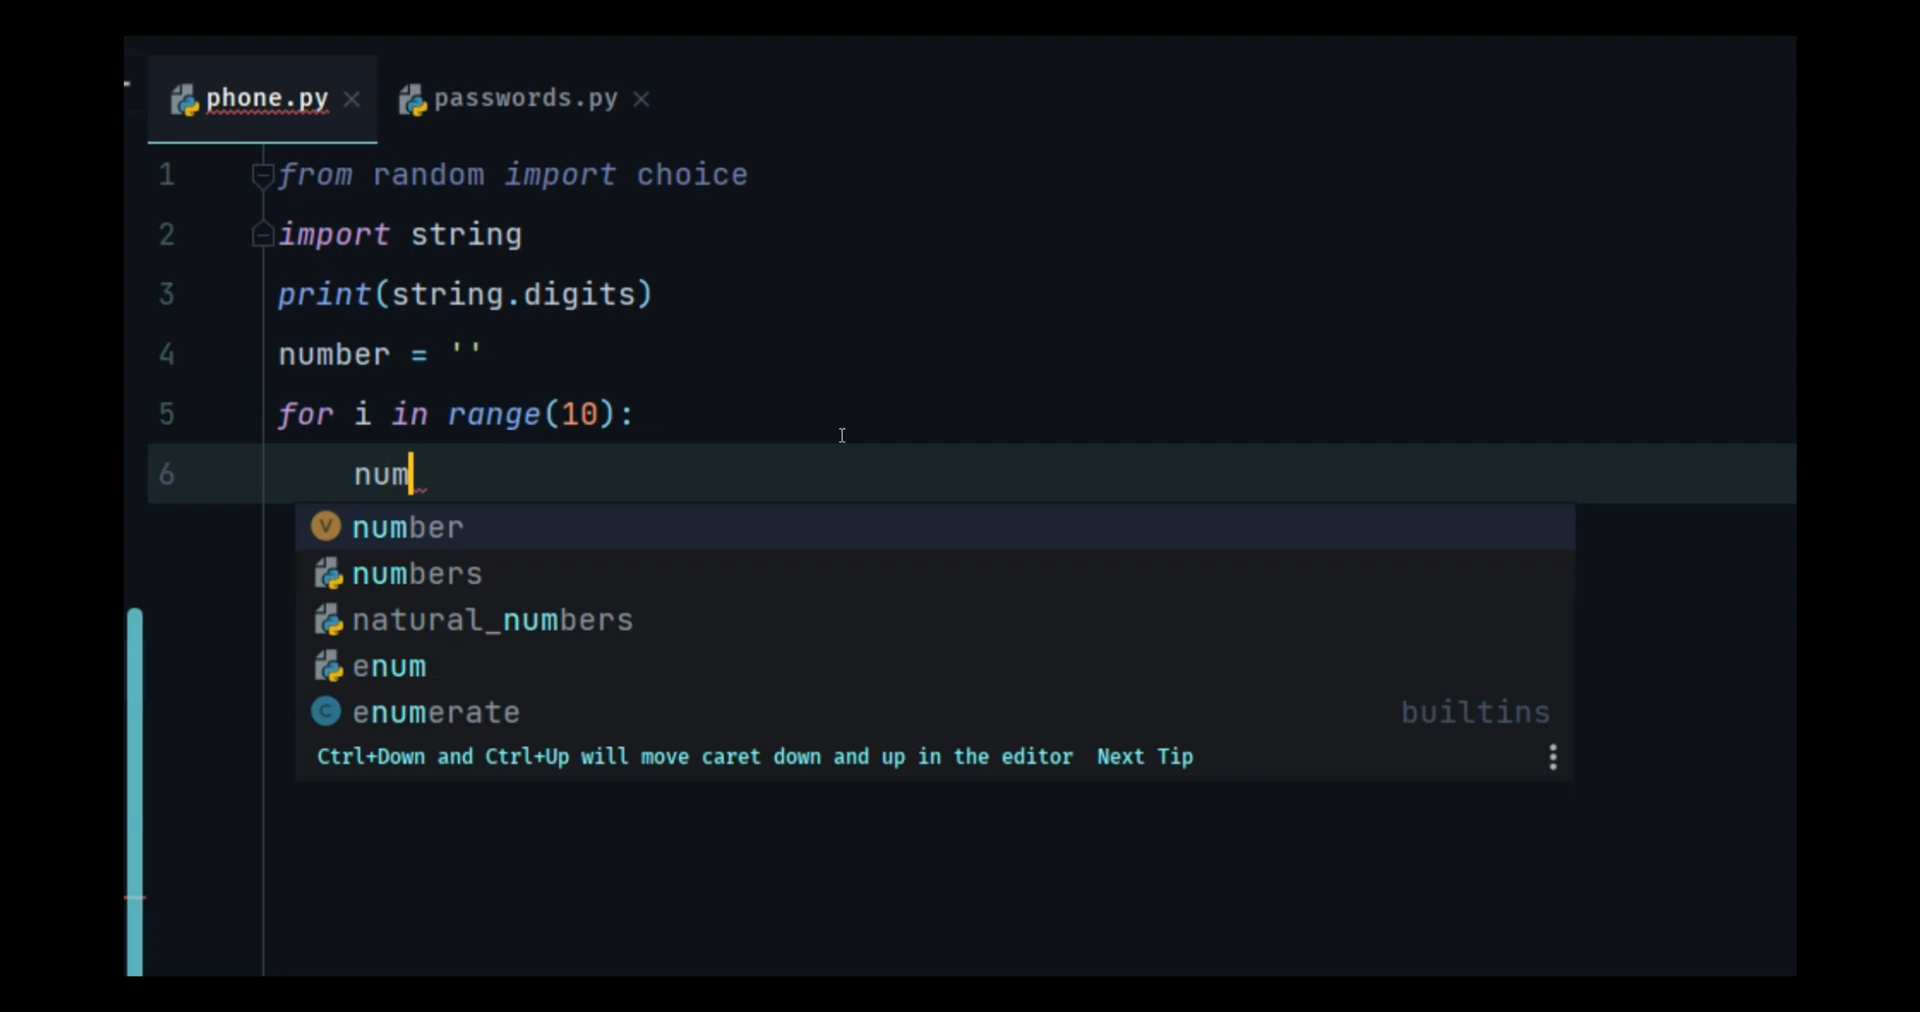 phone.py passwords.py
1 from random import choice
2 import string
3 print(string.digits)
4 number = ''
5 for i in range(10):
6 num
number
numbers
natural_numbers
enum
enumerate builtins
Ctrl+Down and Ctrl+Up will move caret down and up in the editor Next Tip